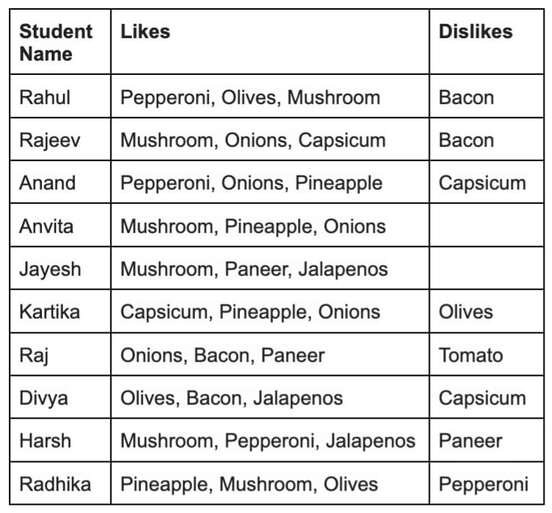 Student Name Likes Dislikes
Rahul Pepperoni, Olives, Mushroom Bacon
Rajeev Mushroom, Onions, Capsicum Bacon
Anand Pepperoni, Onions, Pineapple Capsicum
Anvita Mushroom, Pineapple, Onions
Jayesh Mushroom, Paneer, Jalapenos
Kartika Capsicum, Pineapple, Onions Olives
Raj Onions, Bacon, Paneer Tomato
Divya Olives, Bacon, Jalapenos Capsicum
Harsh Mushroom, Pepperoni, Jalapenos Paneer
Radhika Pineapple, Mushroom, Olives Pepperoni